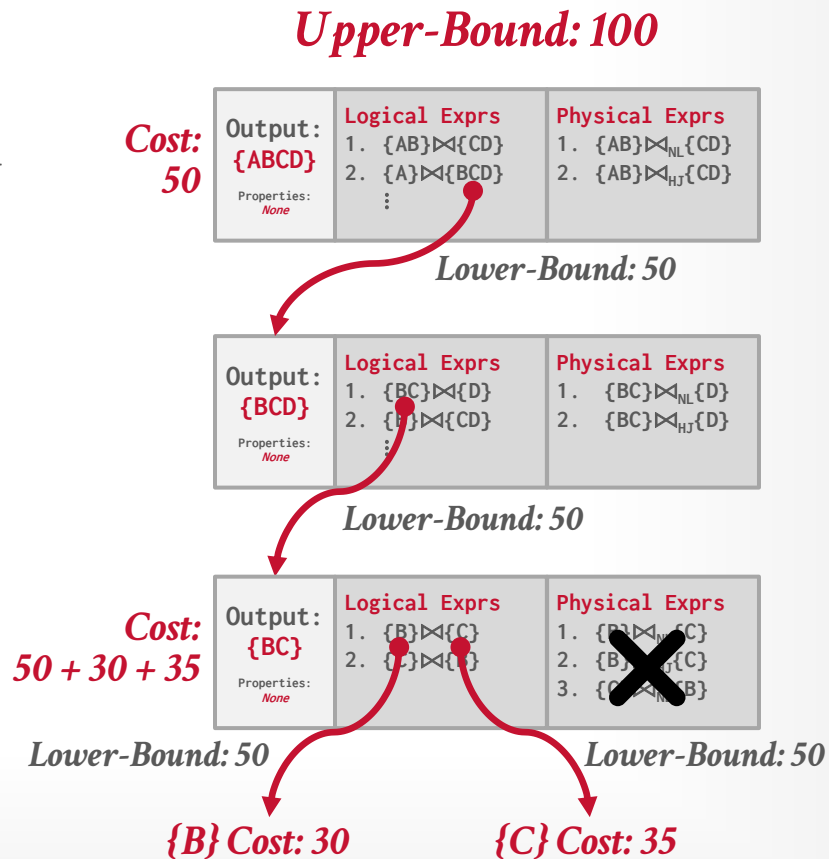 Upper-Bound: 100
Cost:
50
Output:
{ABCD}
Properties:
None
Logical Exprs
1. {AB}⋈{CD}
2. {A}⋈{BCD}
⋮
Physical Exprs
1. {AB}⋈NL{CD}
2. {AB}⋈HJ{CD}
Lower-Bound: 50
Output:
{BCD}
Properties:
None
Logical Exprs
1. {BC}⋈{D}
2. {B}⋈{CD}
⋮
Physical Exprs
1. {BC}⋈NL{D}
2. {BC}⋈HJ{D}
Lower-Bound: 50
Cost:
50 + 30 + 35
Output:
{BC}
Properties:
None
Logical Exprs
1. {B}⋈{C}
2. {C}⋈{B}
Physical Exprs
1. {B}⋈NL{C}
2. {B}⋈HJ{C}
3. {C}⋈NL{B}
Lower-Bound: 50
Lower-Bound: 50
{B} Cost: 30
{C} Cost: 35